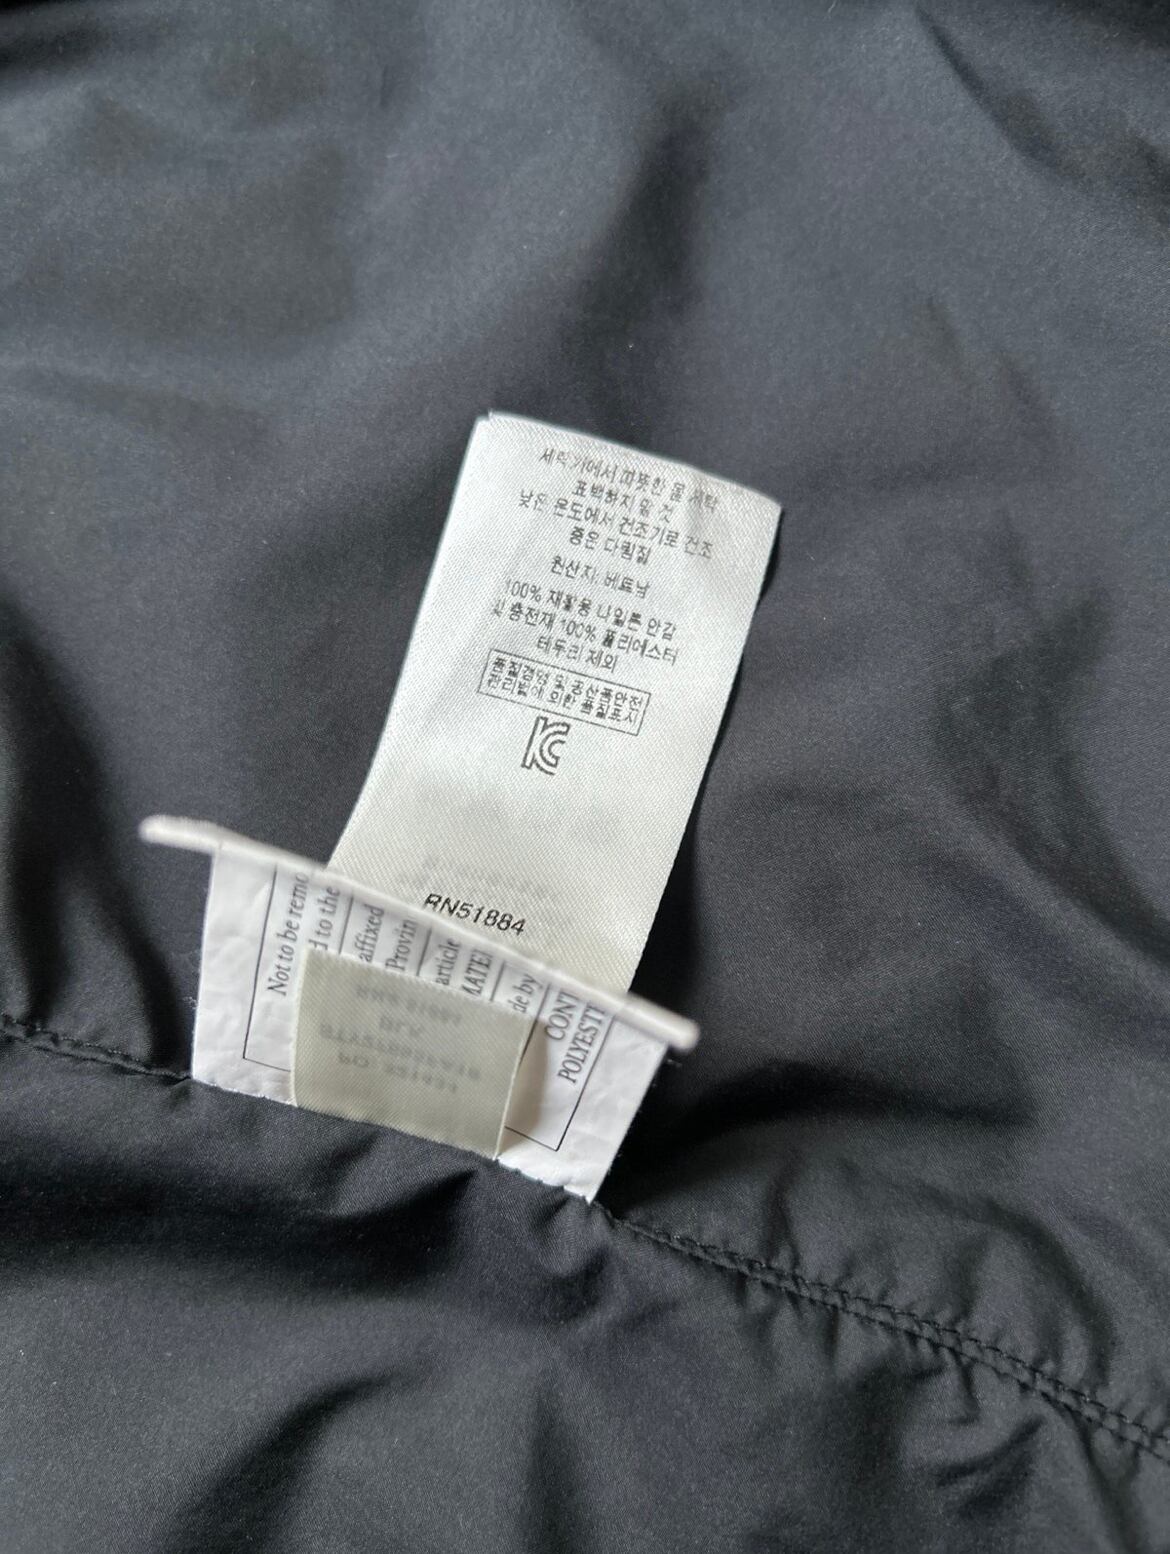 세탁기에서 따뜻한 물 세탁
표백하지 말 것
낮은 온도에서 건조기로 건조
중은 다림질
원산지: 베트남
100% 재활용 나일론 안감
및 충전재 100% 폴리에스터
테두리 제외
품질경영 및 공산품안전
관리법에 의한 품질표시
KC
RN51884
Not to be remo
d to the
affixed
Provin
article
MATE
de by
CONT
POLYEST